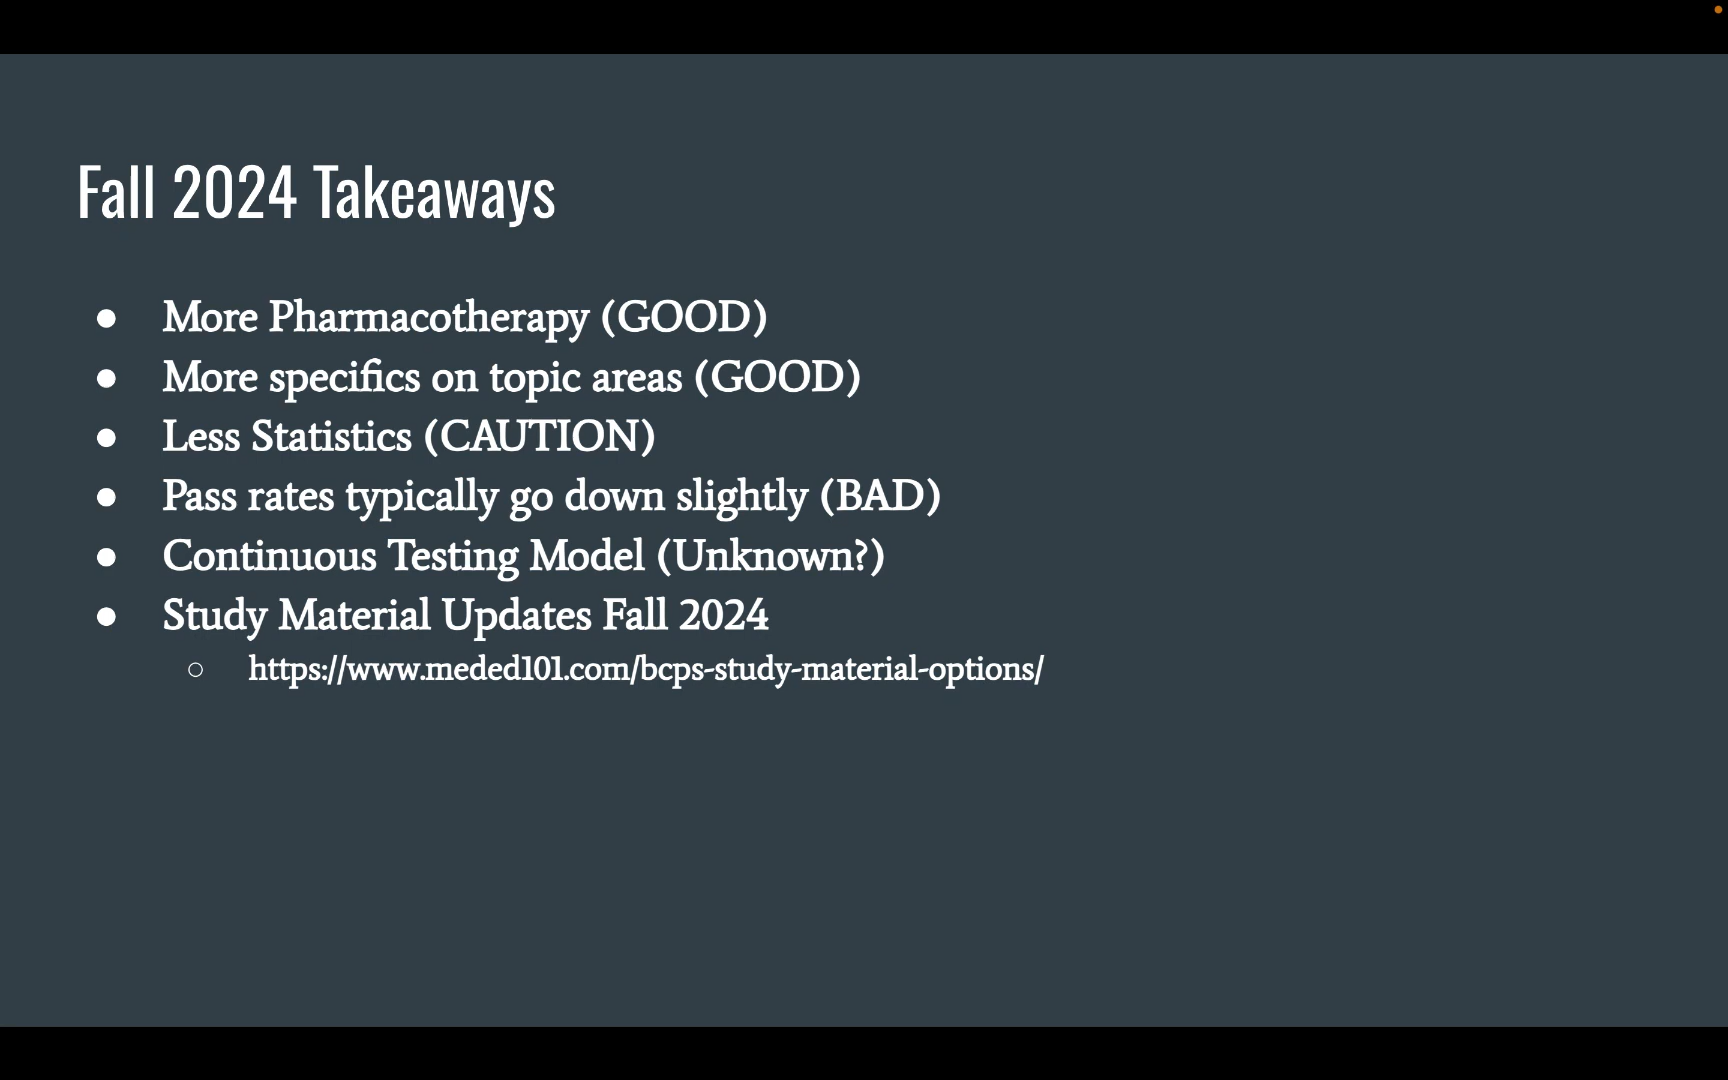 Fall 2024 Takeaways
● More Pharmacotherapy (GOOD)
● More specifics on topic areas (GOOD)
● Less Statistics (CAUTION)
● Pass rates typically go down slightly (BAD)
● Continuous Testing Model (Unknown?)
● Study Material Updates Fall 2024
○ https://www.meded101.com/bcps-study-material-options/